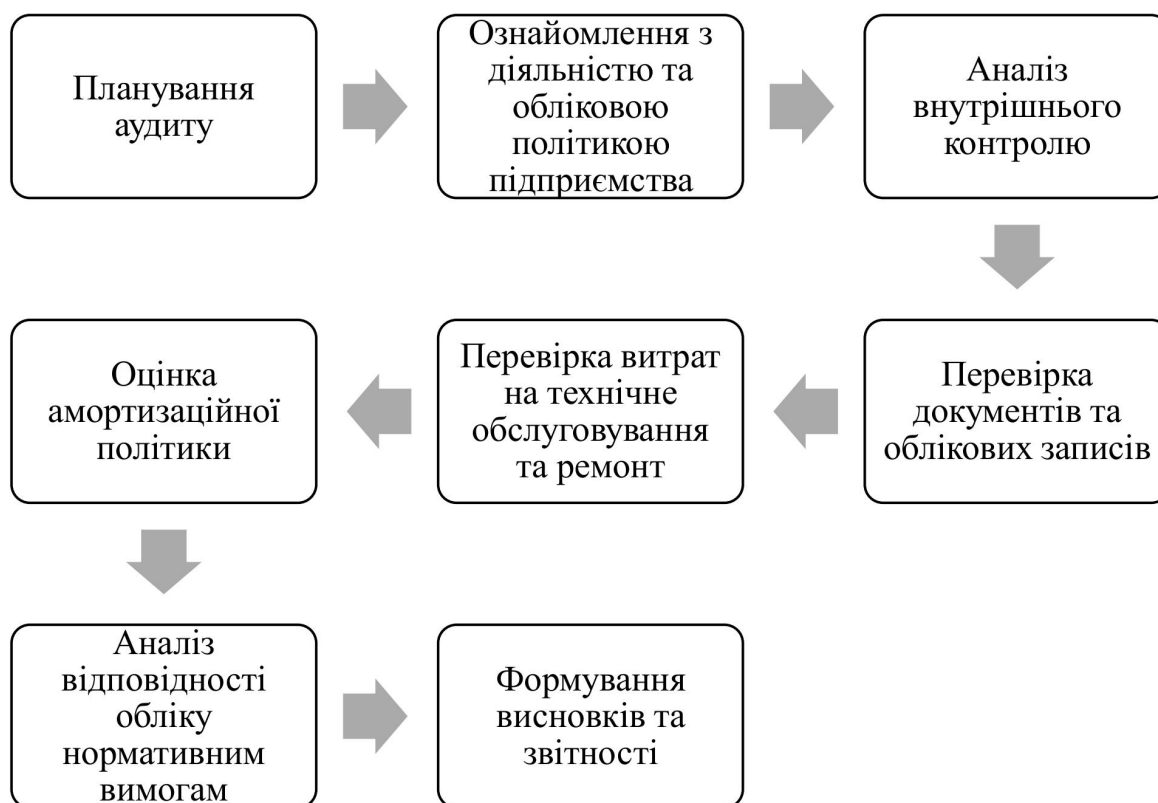 Планування
аудиту
Ознайомлення з
діяльністю та
обліковою
політикою
підприємства
Аналіз
внутрішнього
контролю
Перевірка
документів та
облікових записів
Перевірка витрат
на технічне
обслуговування
та ремонт
Оцінка
амортизаційної
політики
Аналіз
відповідності
обліку
нормативним
вимогам
Формування
висновків та
звітності